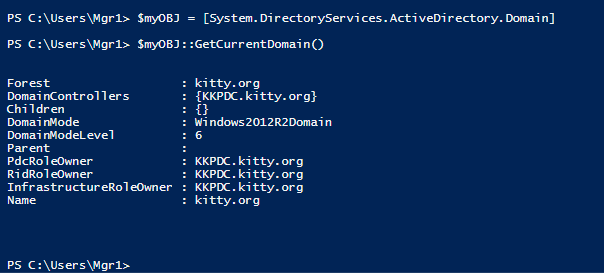 PS C:\Users\Mgr1> $myOBJ = [System.DirectoryServices.ActiveDirectory.Domain]
PS C:\Users\Mgr1> $myOBJ::GetCurrentDomain()
Forest                  : kitty.org
DomainControllers       : {KKPDC.kitty.org}
Children                : {}
DomainMode              : Windows2012R2Domain
DomainModeLevel         : 6
Parent                  :
PdcRoleOwner            : KKPDC.kitty.org
RidRoleOwner            : KKPDC.kitty.org
InfrastructureRoleOwner : KKPDC.kitty.org
Name                    : kitty.org
PS C:\Users\Mgr1>